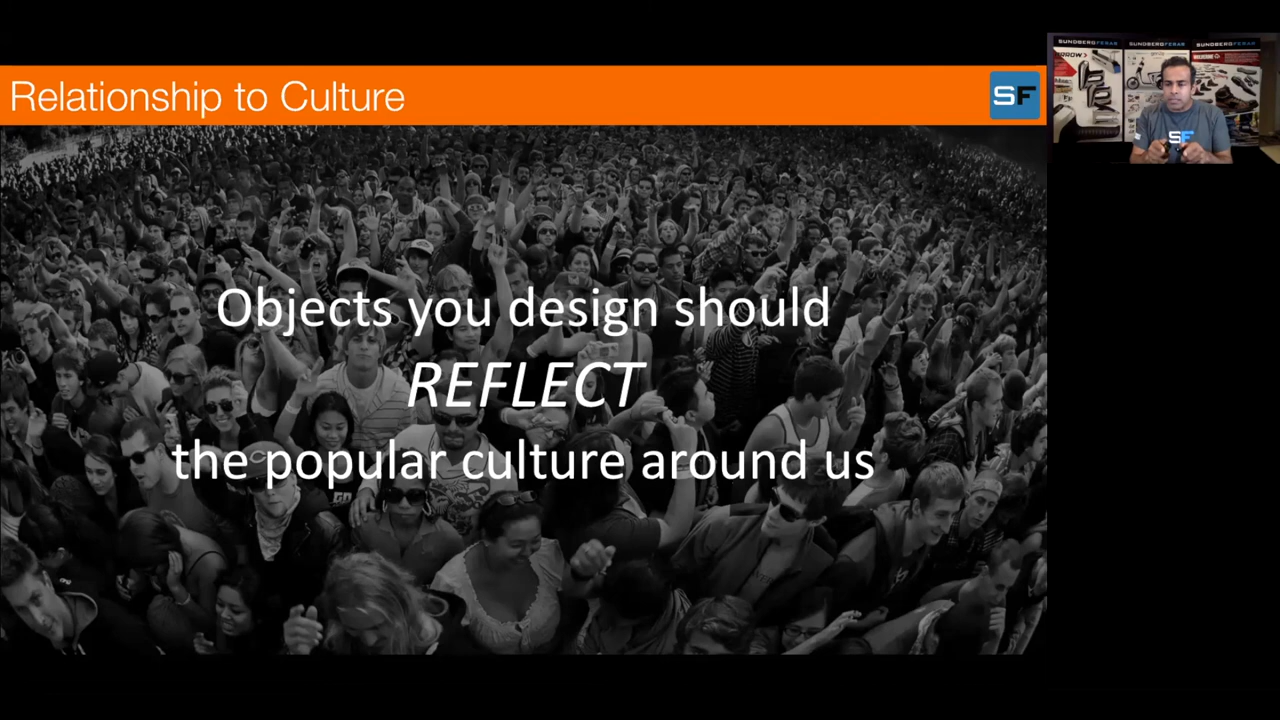 Relationship to Culture
SF
Objects you design should
REFLECT
the popular culture around us
SUNDBERGFERAR
SUNDBERGFERAR
SUNDBERGFERAR
SF